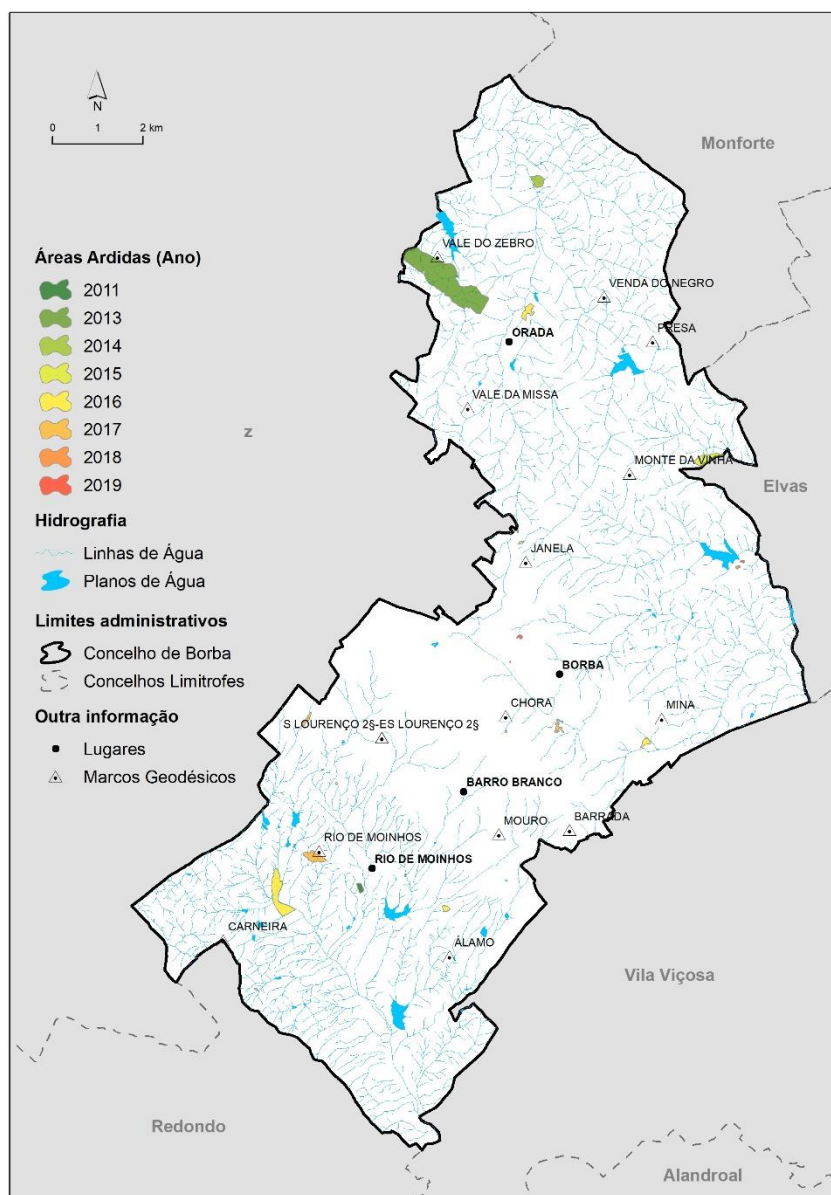 N
0 1 2 km
Monforte
Áreas Ardidas (Ano)
2011
2013
2014
2015
2016
2017
2018
2019
Hidrografia
Linhas de Água
Planos de Água
Limites administrativos
Concelho de Borba
Concelhos Limitrofes
Outra informação
Lugares
Marcos Geodésicos
VALE DO ZEBRO
VENDA DO NEGRO
ORADA
PRESA
VALE DA MISSA
z
MONTE DA VINHA
Elvas
JANELA
BORBA
CHORA
MINA
S LOURENÇO 2§-ES LOURENÇO 2§
BARRO BRANCO
MOURO
BARRADA
RIO DE MOINHOS
RIO DE MOINHOS
CARNEIRA
ÁLAMO
Vila Viçosa
Redondo
Alandroal